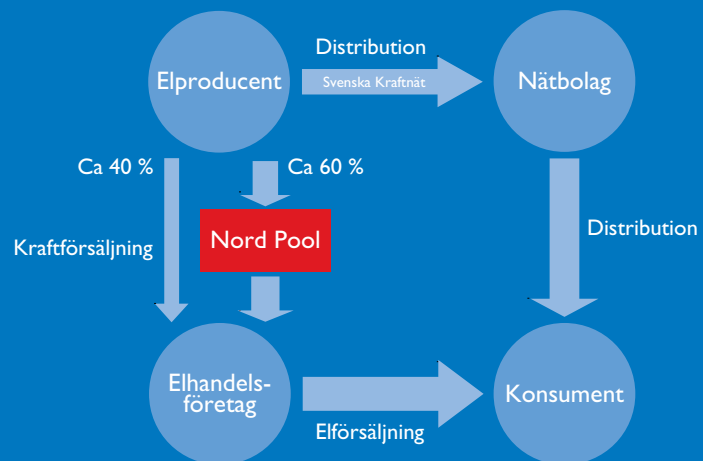 Distribution
Elproducent
Svenska Kraftnät
Nätbolag
Ca 40 %
Ca 60 %
Kraftförsäljning
Nord Pool
Distribution
Elhandels-
företag
Konsument
Elförsäljning